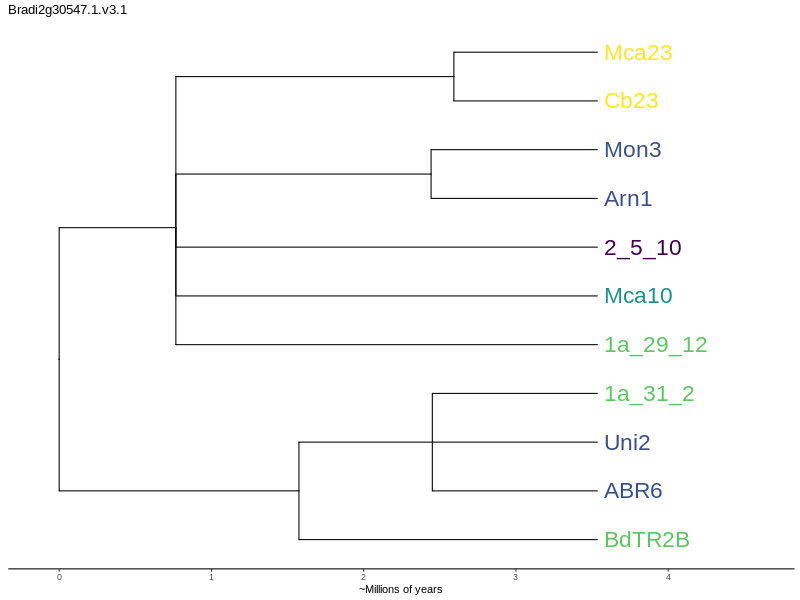 Bradi2g30547.1.v3.1
Mca23
Cb23
Mon3
Arn1
2_5_10
Mca10
1a_29_12
1a_31_2
Uni2
ABR6
BdTR2B
0 1 2 3 4
~Millions of years